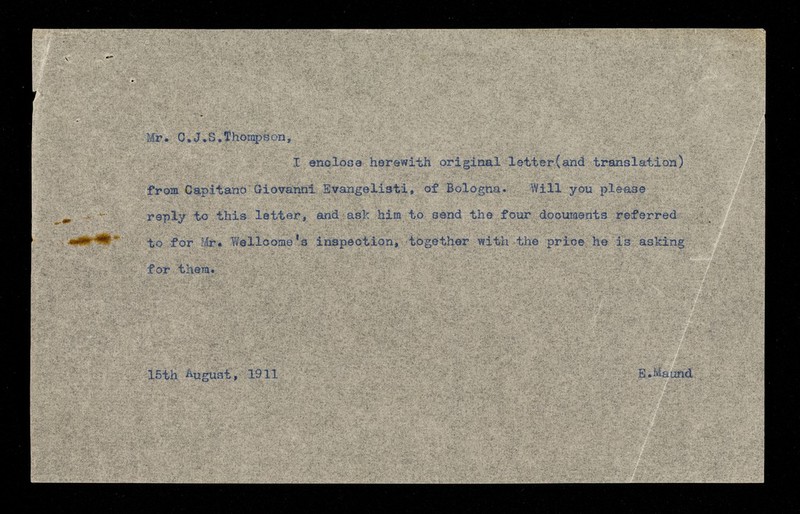 Mr. C.J.S.Thompson,
I enclose herewith original letter(and translation)
from Capitano Giovanni Evangelisti, of Bologna. Will you please
reply to this letter, and ask him to send the four documents referred
to for Mr. Wellcome's inspection, together with the price he is asking
for them.
15th August, 1911 E.Maund